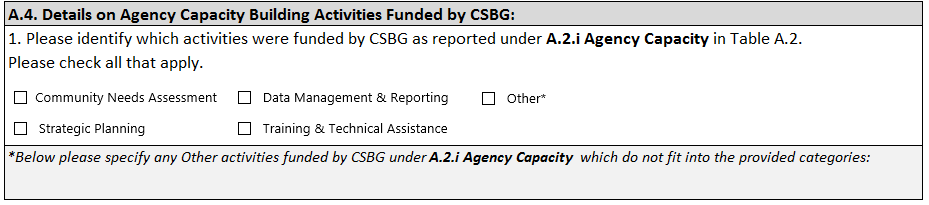 A.4. Details on Agency Capacity Building Activities Funded by CSBG:
1. Please identify which activities were funded by CSBG as reported under A.2.i Agency Capacity in Table A.2.
Please check all that apply.
Community Needs Assessment Data Management & Reporting Other*
Strategic Planning Training & Technical Assistance
*Below please specify any Other activities funded by CSBG under A.2.i Agency Capacity which do not fit into the provided categories: